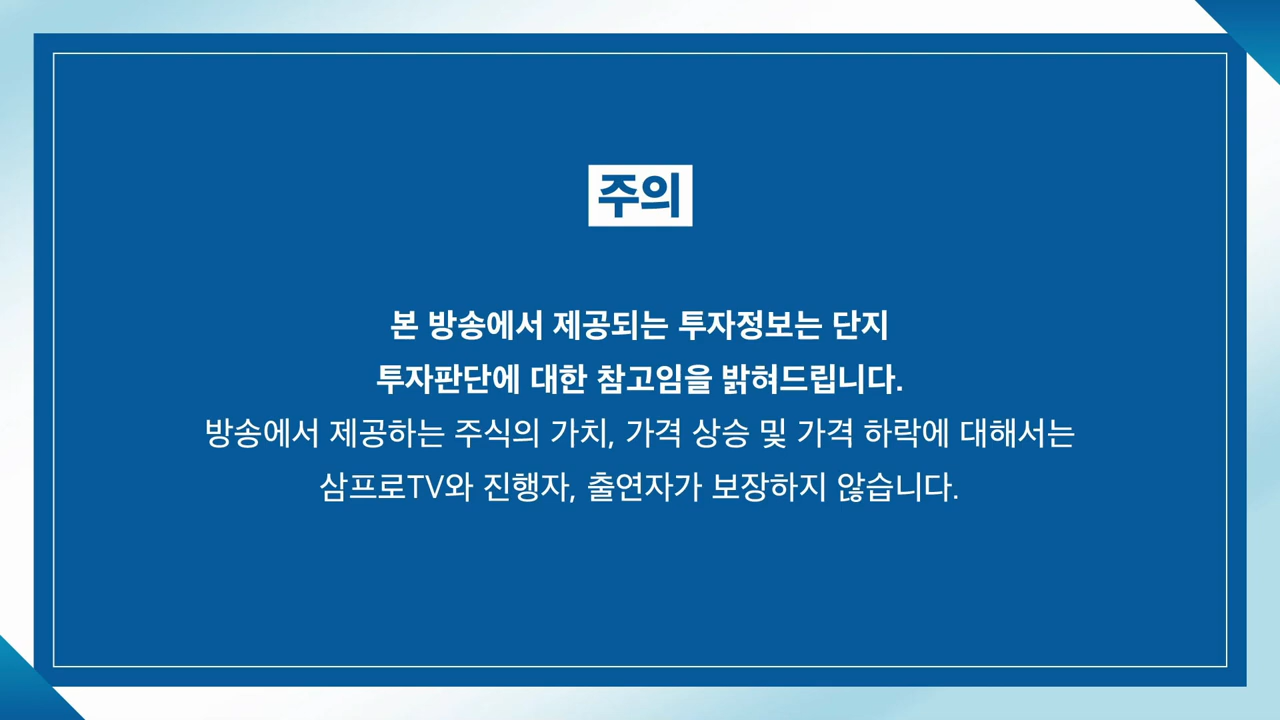 주의
본 방송에서 제공되는 투자정보는 단지
투자판단에 대한 참고임을 밝혀드립니다.
방송에서 제공하는 주식의 가치, 가격 상승 및 가격 하락에 대해서는
삼프로TV와 진행자, 출연자가 보장하지 않습니다.